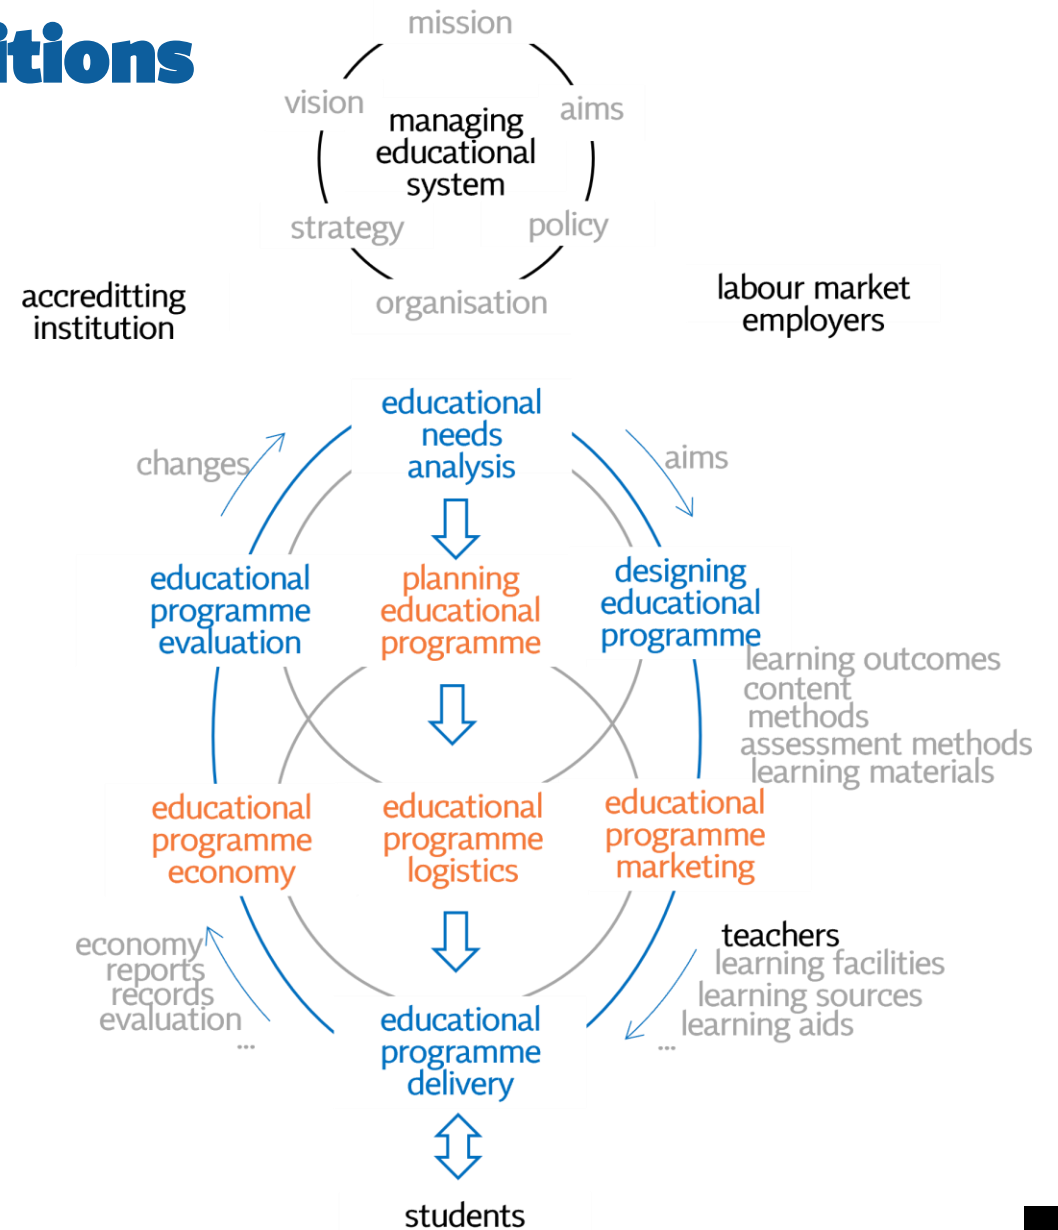 itions
mission
vision
aims
managing
educational
system
strategy
policy
organisation
accreditting
institution
labour market
employers
educational
needs
analysis
changes
aims
educational
programme
evaluation
planning
educational
programme
designing
educational
programme
learning outcomes
content
methods
assessment methods
learning materials
educational
programme
economy
educational
programme
logistics
educational
programme
marketing
economy
reports
records
evaluation
...
teachers
learning facilities
learning sources
learning aids
...
educational
programme
delivery
students